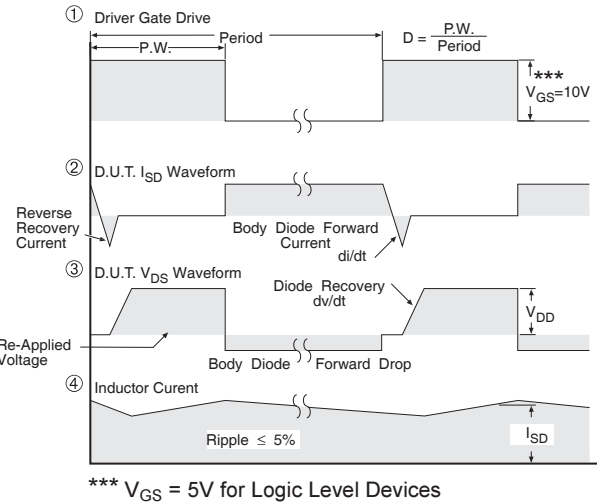 ① Driver Gate Drive
P.W.
Period
D = P.W. / Period
***
VGS=10V
② D.U.T. ISD Waveform
Reverse
Recovery
Current
Body Diode Forward
Current
di/dt
③ D.U.T. VDS Waveform
Diode Recovery
dv/dt
VDD
Re-Applied
Voltage
Body Diode Forward Drop
④ Inductor Curent
Ripple ≤ 5%
ISD
*** VGS = 5V for Logic Level Devices